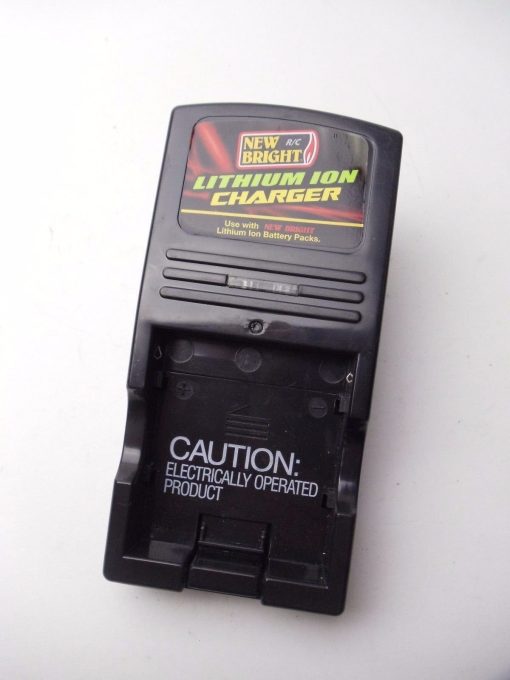 NEW R/C
BRIGHT
LITHIUM ION
CHARGER
Use with NEW BRIGHT
Lithium Ion Battery Packs.
+ −
CAUTION:
ELECTRICALLY OPERATED
PRODUCT